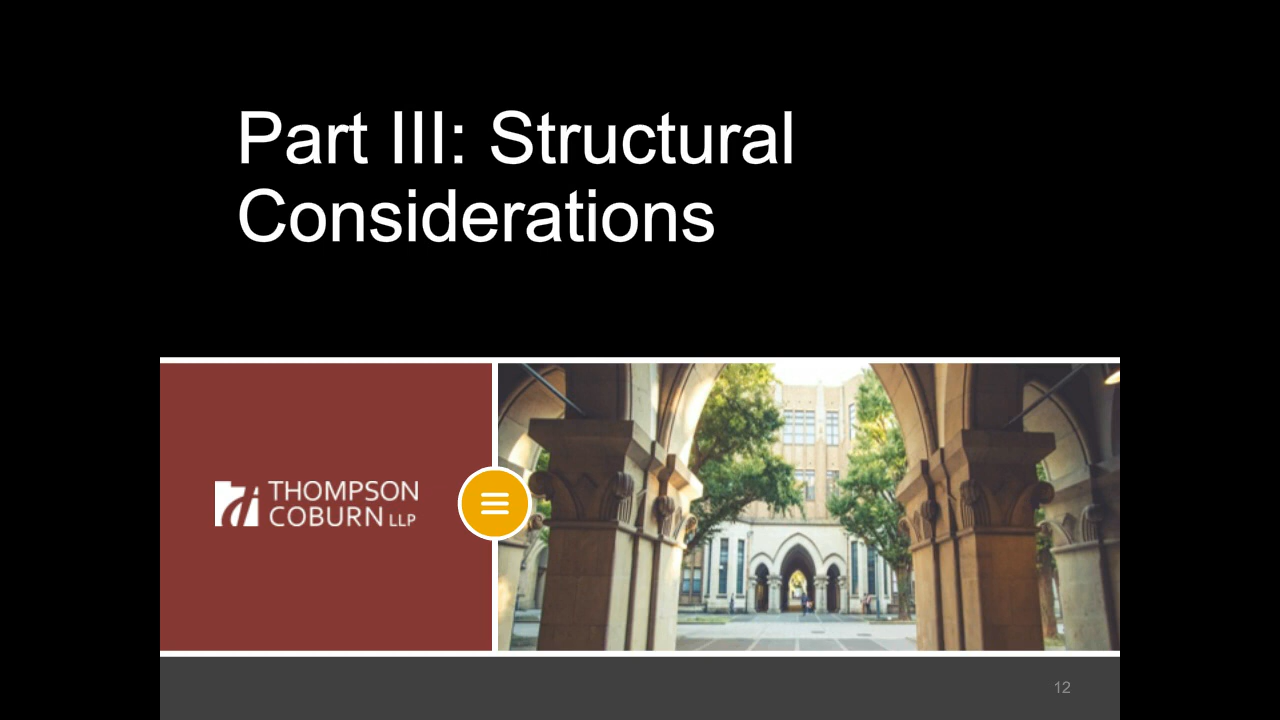 Part III: Structural
Considerations
THOMPSON
COBURN LLP
12